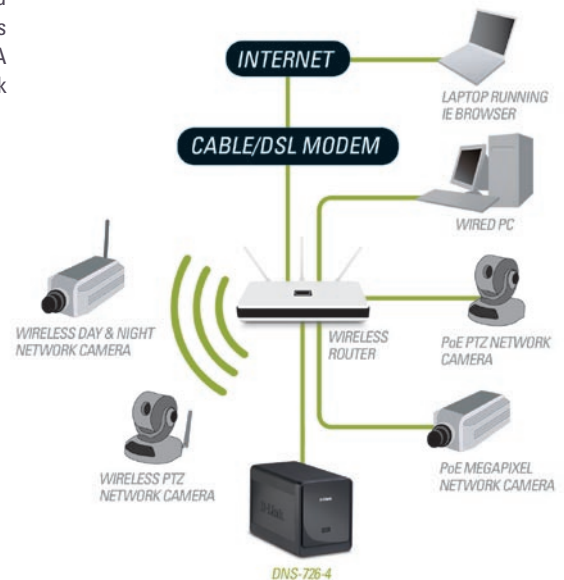 s
A
k
INTERNET
LAPTOP RUNNING
IE BROWSER
CABLE/DSL MODEM
WIRED PC
WIRELESS DAY & NIGHT
NETWORK CAMERA
WIRELESS
ROUTER
PoE PTZ NETWORK
CAMERA
WIRELESS PTZ
NETWORK CAMERA
PoE MEGAPIXEL
NETWORK CAMERA
D-Link
DNS-726-4